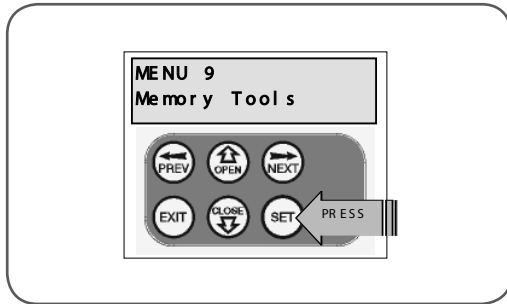 MENU 9
Memory Tools
PREV OPEN NEXT
EXIT CLOSE SET PRESS